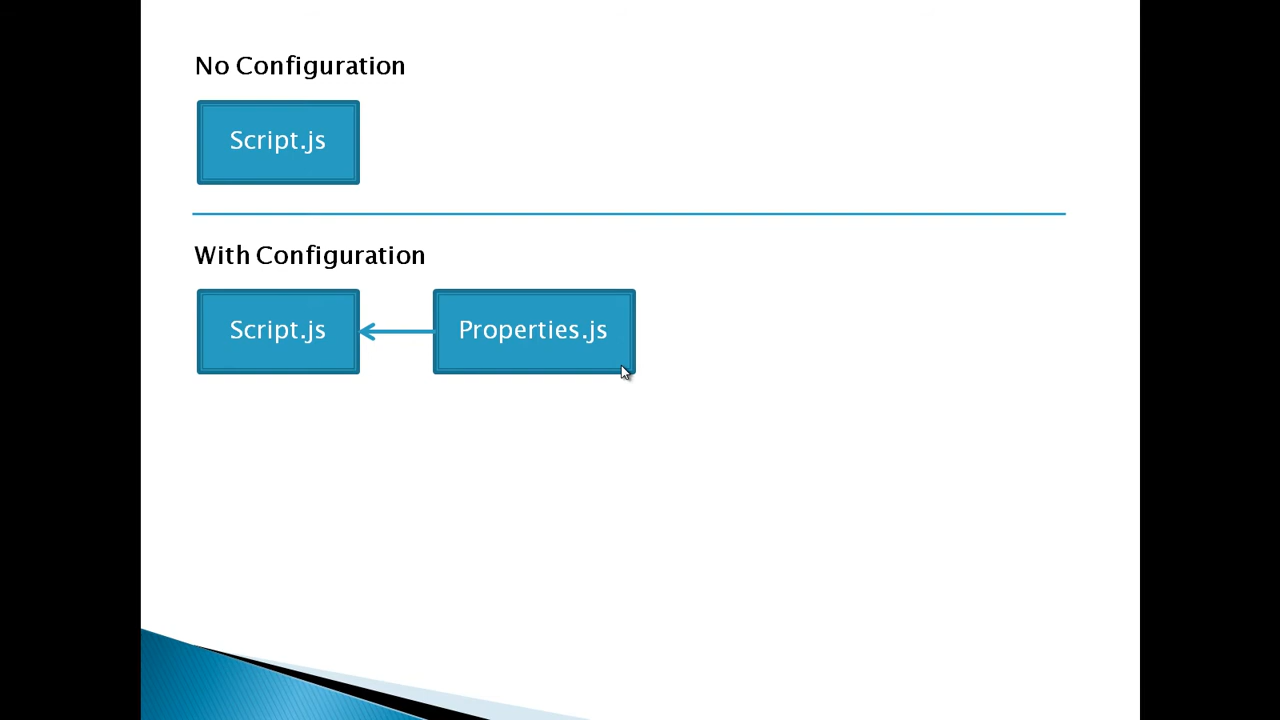 No Configuration
Script.js
With Configuration
Script.js
Properties.js